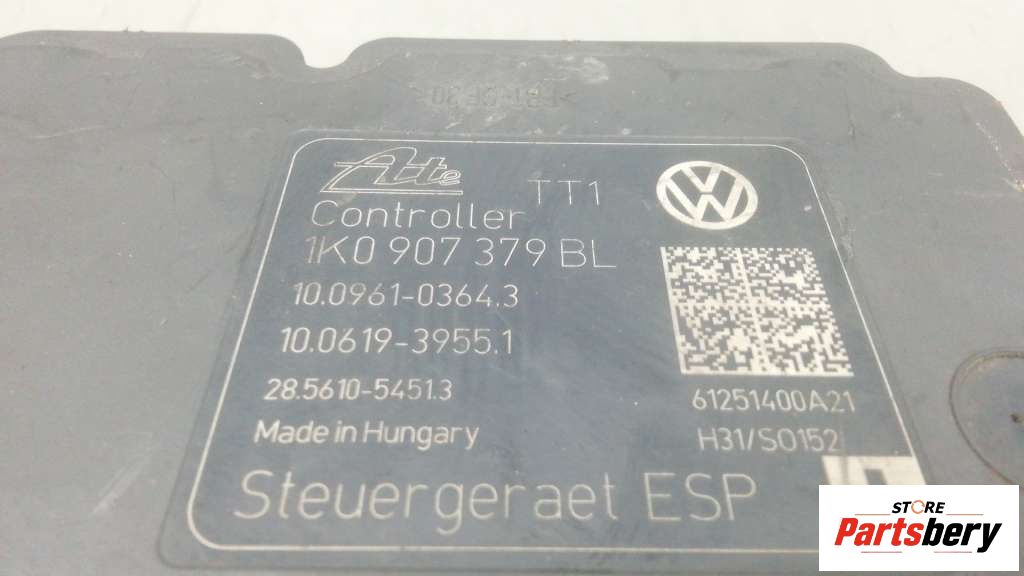 Ate
TT1
Controller
1K0 907 379 BL
10.0961-0364.3
10.0619-3955.1
28.5610-5451.3
61251400A21
Made in Hungary
H31/SO152
Steuergeraet ESP
STORE
Partsbery